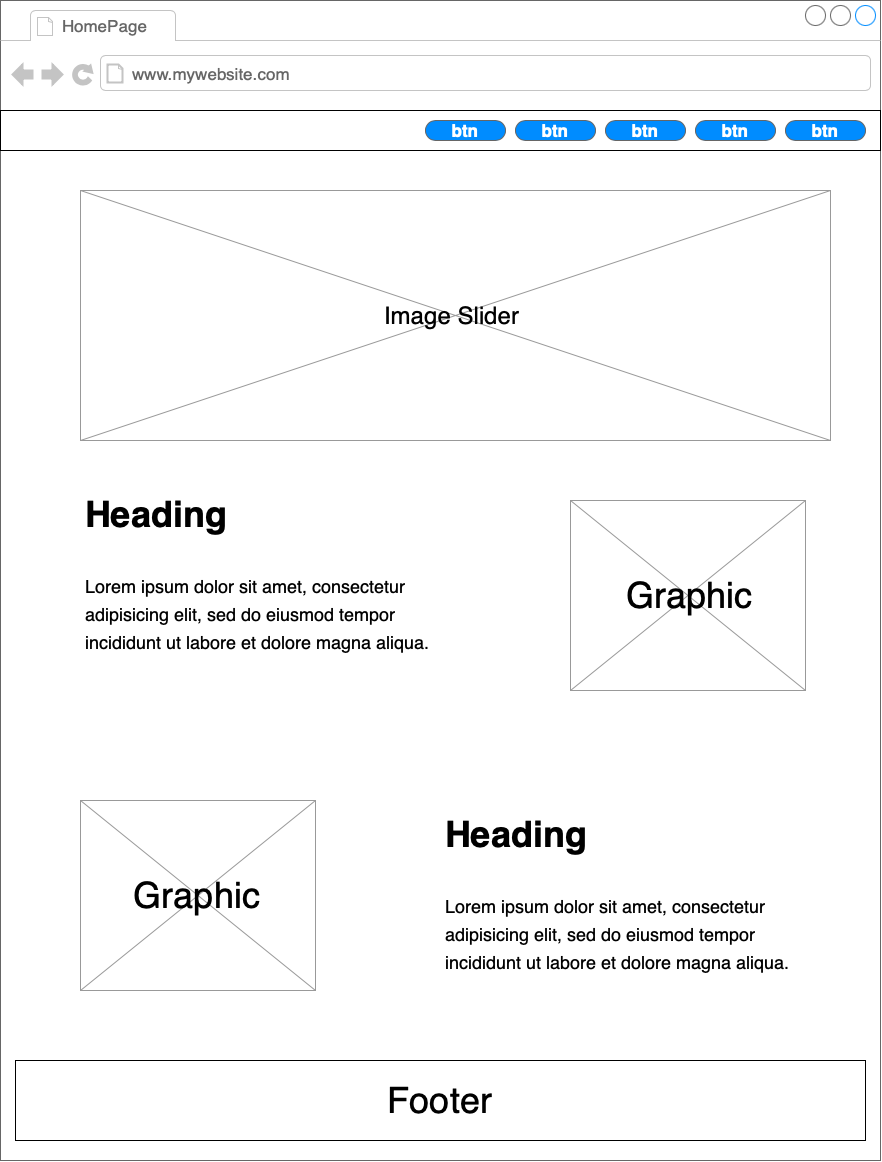 HomePage
www.mywebsite.com
btn btn btn btn btn
Image Slider
Heading
Lorem ipsum dolor sit amet, consectetur
adipisicing elit, sed do eiusmod tempor
incididunt ut labore et dolore magna aliqua.
Graphic
Graphic
Heading
Lorem ipsum dolor sit amet, consectetur
adipisicing elit, sed do eiusmod tempor
incididunt ut labore et dolore magna aliqua.
Footer